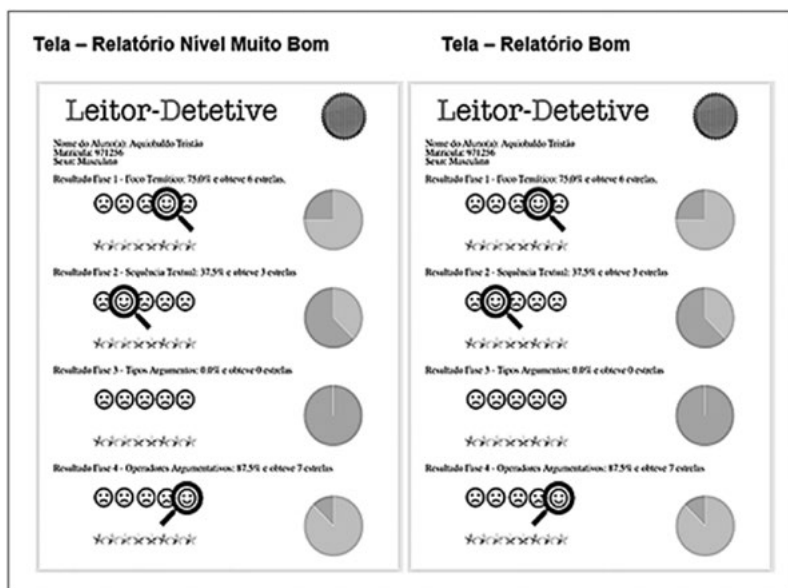 Tela – Relatório Nível Muito Bom
Leitor-Detetive
Nome do Aluno(a): Aquiobaldo Tristão
Matrícula: 971256
Sexo: Masculino
Resultado Fase 1 - Foco Temático: 75.0% e obteve 6 estrelas.
Resultado Fase 2 - Sequência Textual: 37.5% e obteve 3 estrelas
Resultado Fase 3 - Tipos Argumentos: 0.0% e obteve 0 estrelas
Resultado Fase 4 - Operadores Argumentativos: 87.5% e obteve 7 estrelas
Tela – Relatório Bom
Leitor-Detetive
Nome do Aluno(a): Aquiobaldo Tristão
Matrícula: 971256
Sexo: Masculino
Resultado Fase 1 - Foco Temático: 75.0% e obteve 6 estrelas.
Resultado Fase 2 - Sequência Textual: 37.5% e obteve 3 estrelas
Resultado Fase 3 - Tipos Argumentos: 0.0% e obteve 0 estrelas
Resultado Fase 4 - Operadores Argumentativos: 87.5% e obteve 7 estrelas